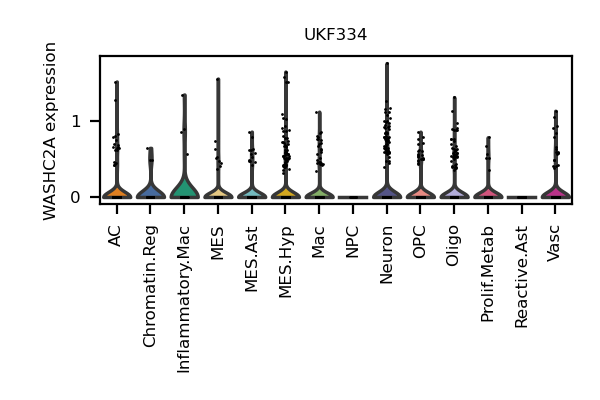 UKF334
WASHC2A expression
1
0
AC
Chromatin.Reg
Inflammatory.Mac
MES
MES.Ast
MES.Hyp
Mac
NPC
Neuron
OPC
Oligo
Prolif.Metab
Reactive.Ast
Vasc